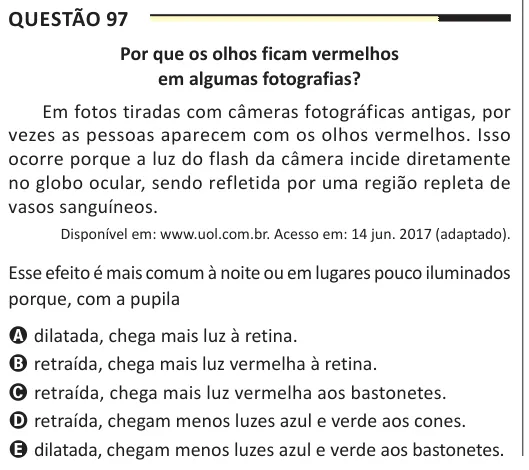 QUESTÃO 97
Por que os olhos ficam vermelhos
em algumas fotografias?
Em fotos tiradas com câmeras fotográficas antigas, por
vezes as pessoas aparecem com os olhos vermelhos. Isso
ocorre porque a luz do flash da câmera incide diretamente
no globo ocular, sendo refletida por uma região repleta de
vasos sanguíneos.
Disponível em: www.uol.com.br. Acesso em: 14 jun. 2017 (adaptado).
Esse efeito é mais comum à noite ou em lugares pouco iluminados
porque, com a pupila
A dilatada, chega mais luz à retina.
B retraída, chega mais luz vermelha à retina.
C retraída, chega mais luz vermelha aos bastonetes.
D retraída, chegam menos luzes azul e verde aos cones.
E dilatada, chegam menos luzes azul e verde aos bastonetes.